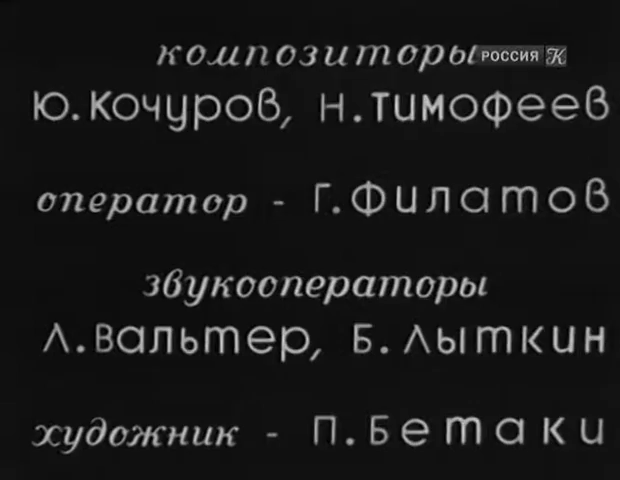 композиторы РОССИЯ К
Ю. Кочуров, Н. Тимофеев
оператор - Г. Филатов
звукооператоры
Л. Вальтер, Б. Лыткин
художник - П. Бетаки